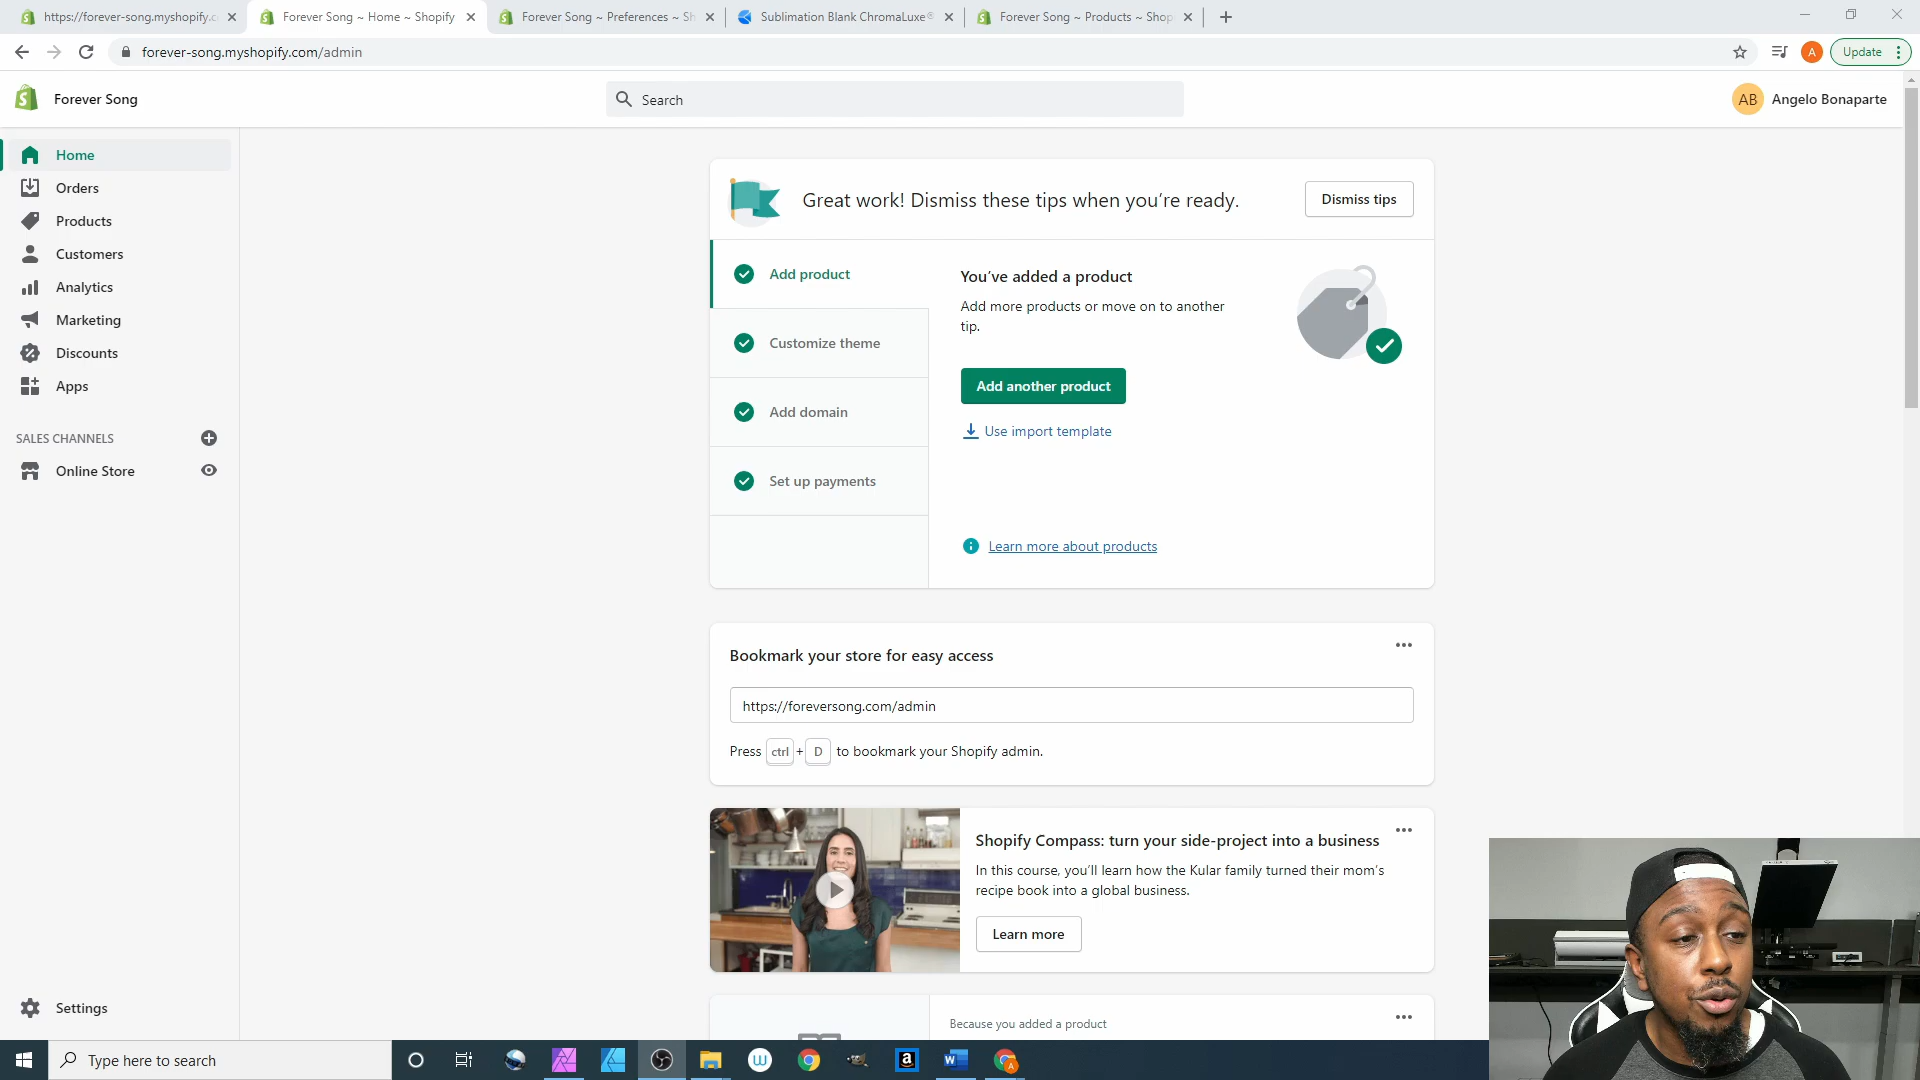 https://forever-song.myshopify.c
Forever Song ~ Home ~ Shopify
Forever Song ~ Preferences ~ Sh
Sublimation Blank ChromaLuxe®
Forever Song ~ Products ~ Shop
forever-song.myshopify.com/admin
A
Update
Forever Song
Search
AB
Angelo Bonaparte
Home
Orders
Products
Customers
Analytics
Marketing
Discounts
Apps
SALES CHANNELS
Online Store
Settings
Great work! Dismiss these tips when you're ready.
Dismiss tips
Add product
Customize theme
Add domain
Set up payments
You've added a product
Add more products or move on to another
tip.
Add another product
Use import template
Learn more about products
Bookmark your store for easy access
https://foreversong.com/admin
Press ctrl + D to bookmark your Shopify admin.
Shopify Compass: turn your side-project into a business
In this course, you'll learn how the Kular family turned their mom's
recipe book into a global business.
Learn more
Because you added a product
Type here to search